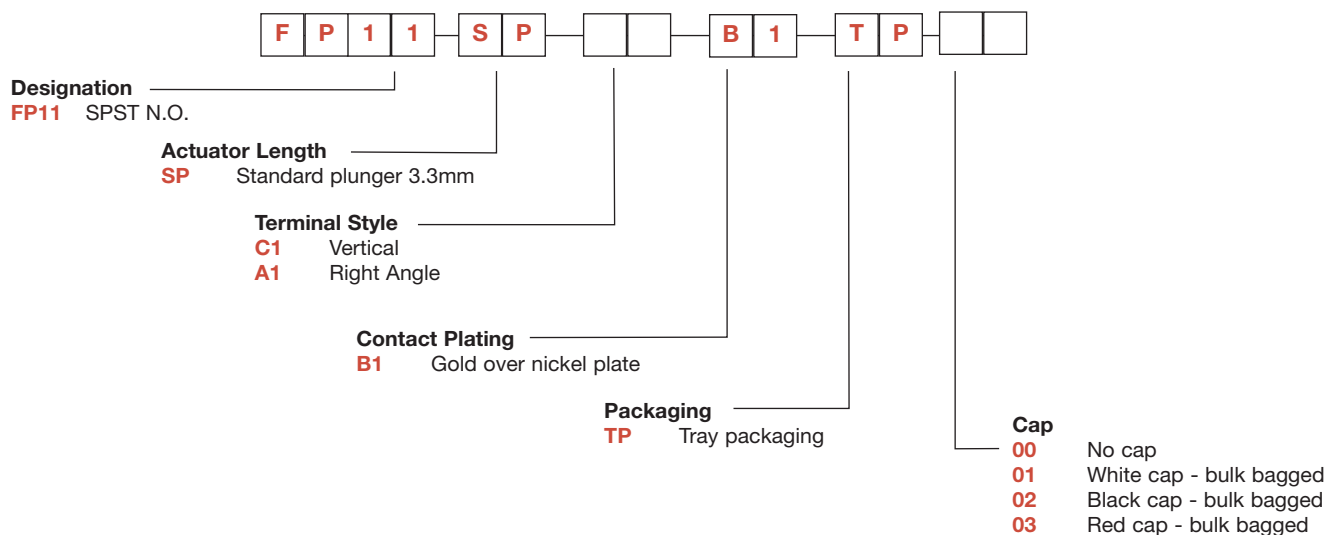 F P 1 1 S P B 1 T P
Designation
FP11 SPST N.O.
Actuator Length
SP Standard plunger 3.3mm
Terminal Style
C1 Vertical
A1 Right Angle
Contact Plating
B1 Gold over nickel plate
Packaging
TP Tray packaging
Cap
00 No cap
01 White cap - bulk bagged
02 Black cap - bulk bagged
03 Red cap - bulk bagged